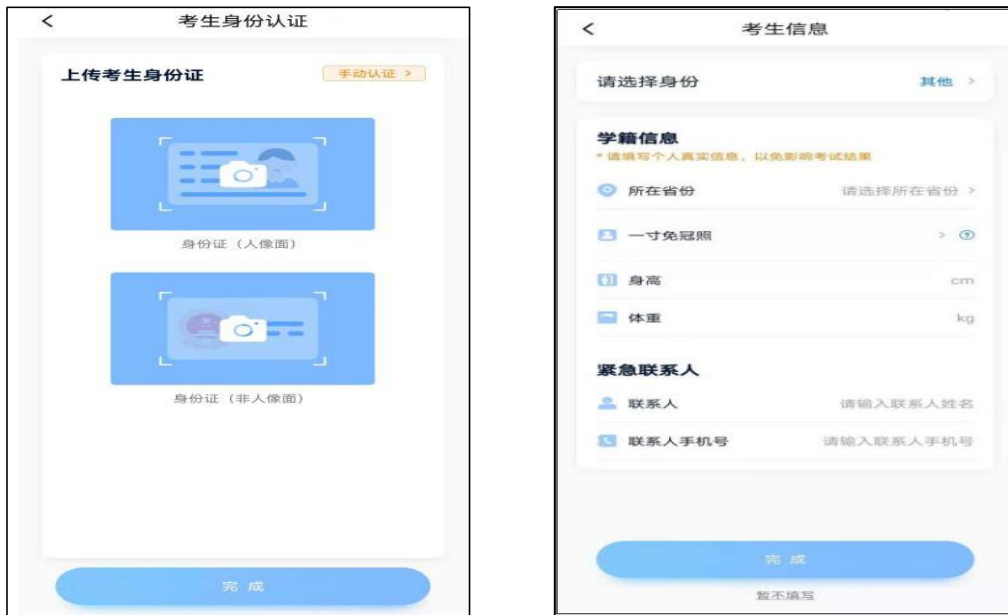 考生身份认证
上传考生身份证
手动认证 >
身份证（人像面）
身份证（非人像面）
完成
考生信息
请选择身份
其他 >
学籍信息
* 请填写个人真实信息，以免影响考试结果
所在省份
请选择所在省份 >
一寸免冠照
身高
cm
体重
kg
紧急联系人
联系人
请输入联系人姓名
联系人手机号
请输入联系人手机号
完成
暂不填写